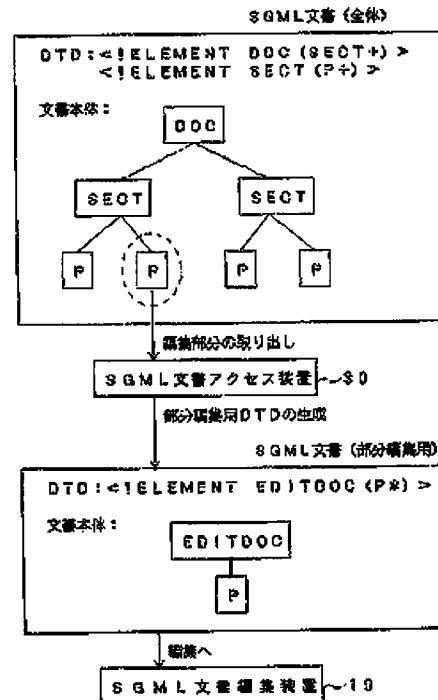 SGML文書(全体)
DTD:<!ELEMENT DOC(SECT+)>
<!ELEMENT SECT(P+)>
文書本体:
DOC
SECT SECT
P P P P
編集部分の取り出し
SGML文書アクセス装置 30
部分編集用DTDの生成
SGML文書(部分編集用)
DTD:<!ELEMENT EDITDOC(P*)>
文書本体:
EDITDOC
P
編集へ
SGML文書編集装置 10